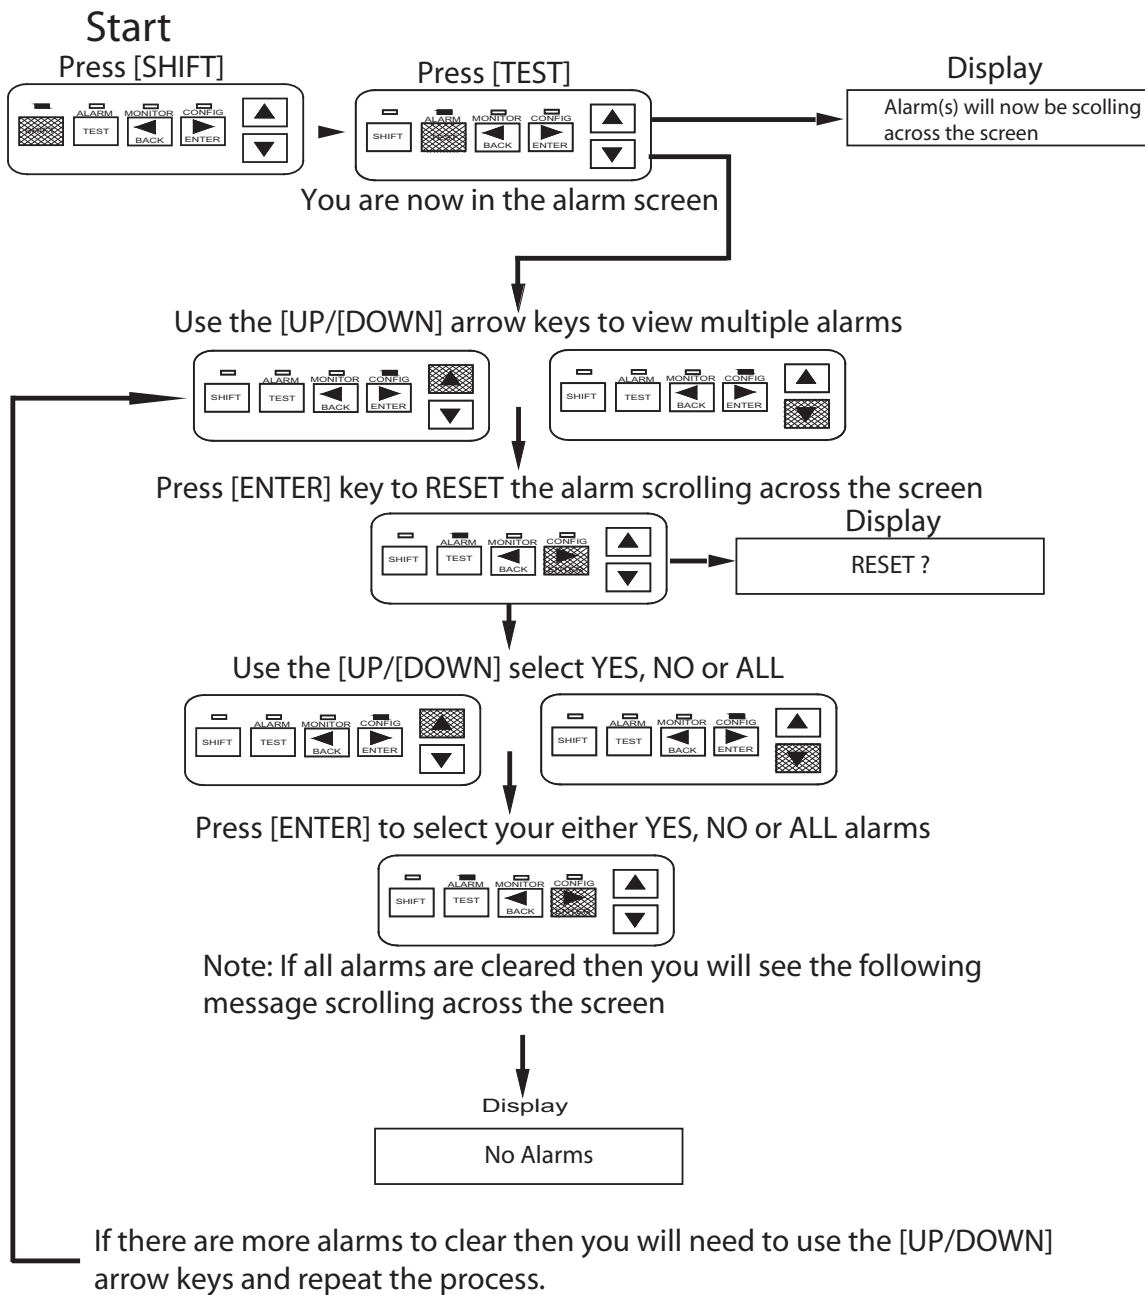 Start
Press [SHIFT]
Press [TEST]
Display
ALARM MONITOR CONFIG
TEST
BACK ENTER
ALARM MONITOR CONFIG
SHIFT
BACK ENTER
Alarm(s) will now be scolling
across the screen
You are now in the alarm screen
Use the [UP/[DOWN] arrow keys to view multiple alarms
ALARM MONITOR CONFIG
SHIFT TEST
BACK ENTER
ALARM MONITOR CONFIG
SHIFT TEST
BACK ENTER
Press [ENTER] key to RESET the alarm scrolling across the screen
Display
ALARM MONITOR CONFIG
SHIFT TEST
BACK
RESET ?
Use the [UP/[DOWN] select YES, NO or ALL
ALARM MONITOR CONFIG
SHIFT TEST
BACK ENTER
ALARM MONITOR CONFIG
SHIFT TEST
BACK ENTER
Press [ENTER] to select your either YES, NO or ALL alarms
ALARM MONITOR CONFIG
SHIFT TEST
BACK
Note: If all alarms are cleared then you will see the following
message scrolling across the screen
Display
No Alarms
If there are more alarms to clear then you will need to use the [UP/DOWN]
arrow keys and repeat the process.